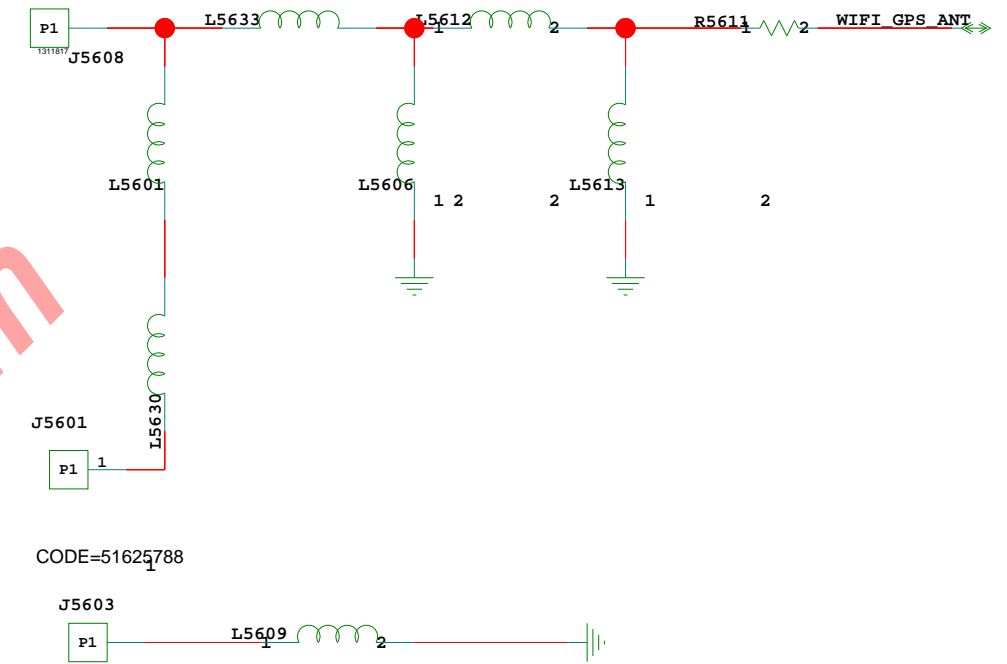 P1 L5633 L5612 1 2 R5611 1 2 WIFI_GPS_ANT
1311817 J5608
L5601 L5606 L5613
1 2 2 1 2
L5630
J5601
P1 1
CODE=51625788
1
J5603
P1 L5609 1 2